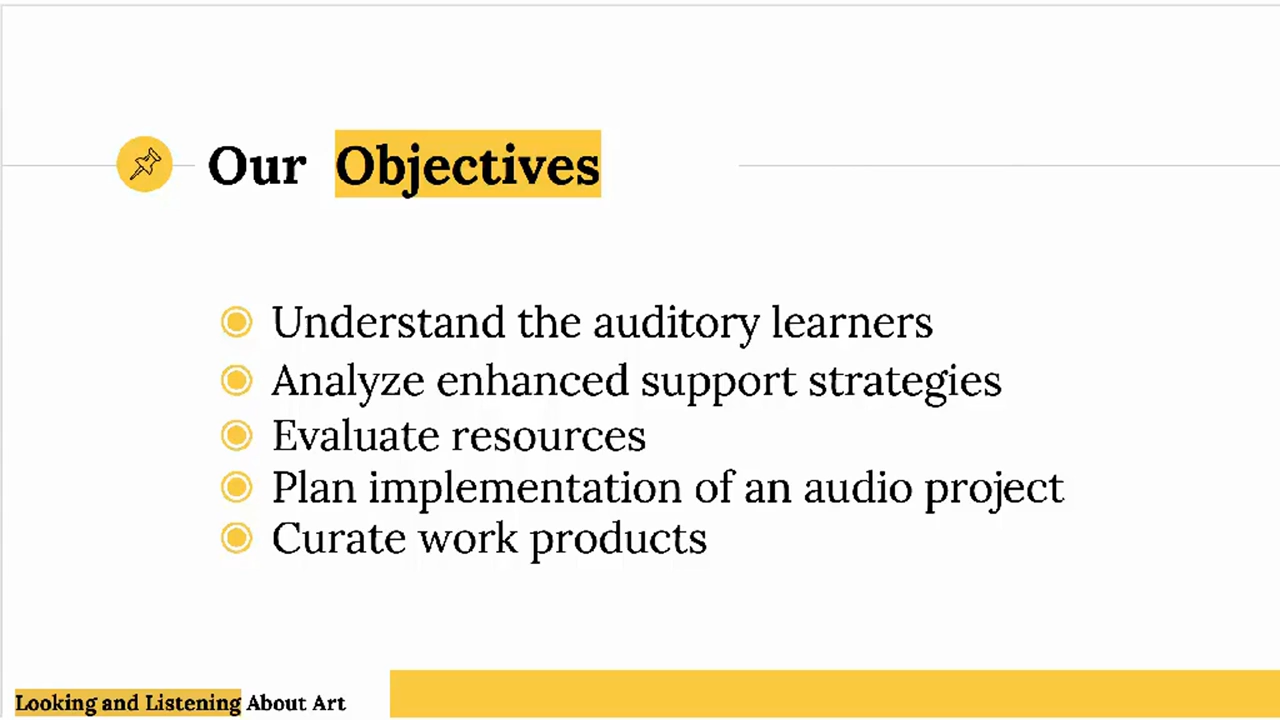 Our Objectives
Understand the auditory learners
Analyze enhanced support strategies
Evaluate resources
Plan implementation of an audio project
Curate work products
Looking and Listening About Art